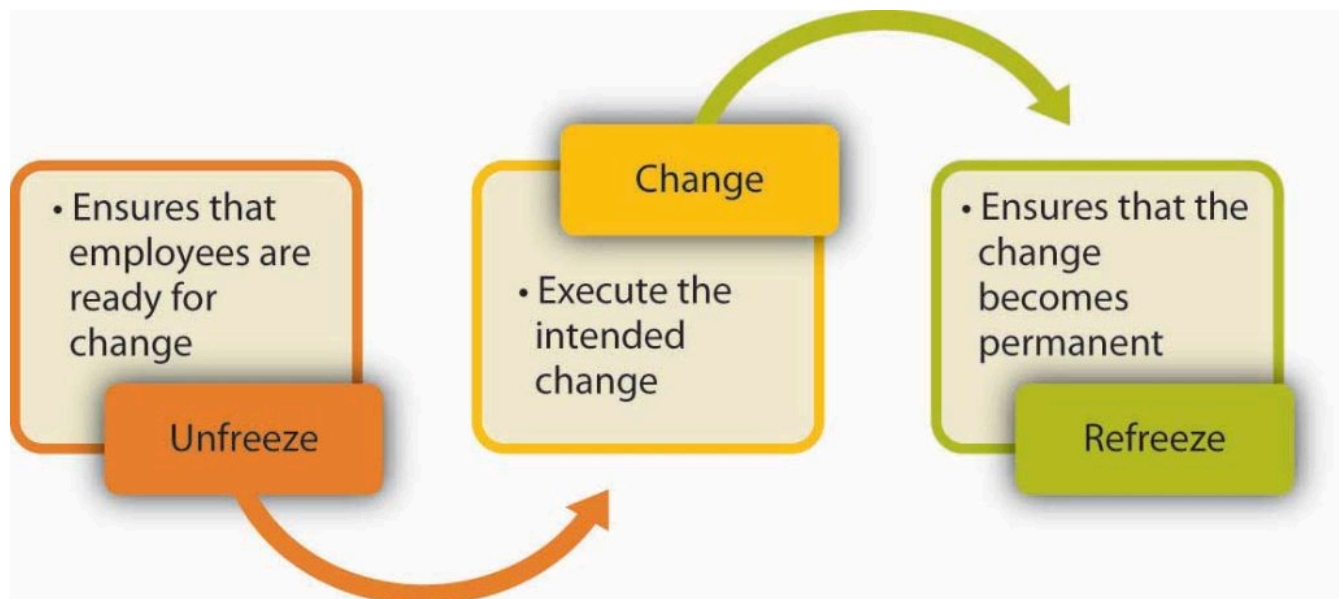 • Ensures that
employees are
ready for
change
Unfreeze
Change
• Execute the
intended
change
• Ensures that the
change
becomes
permanent
Refreeze